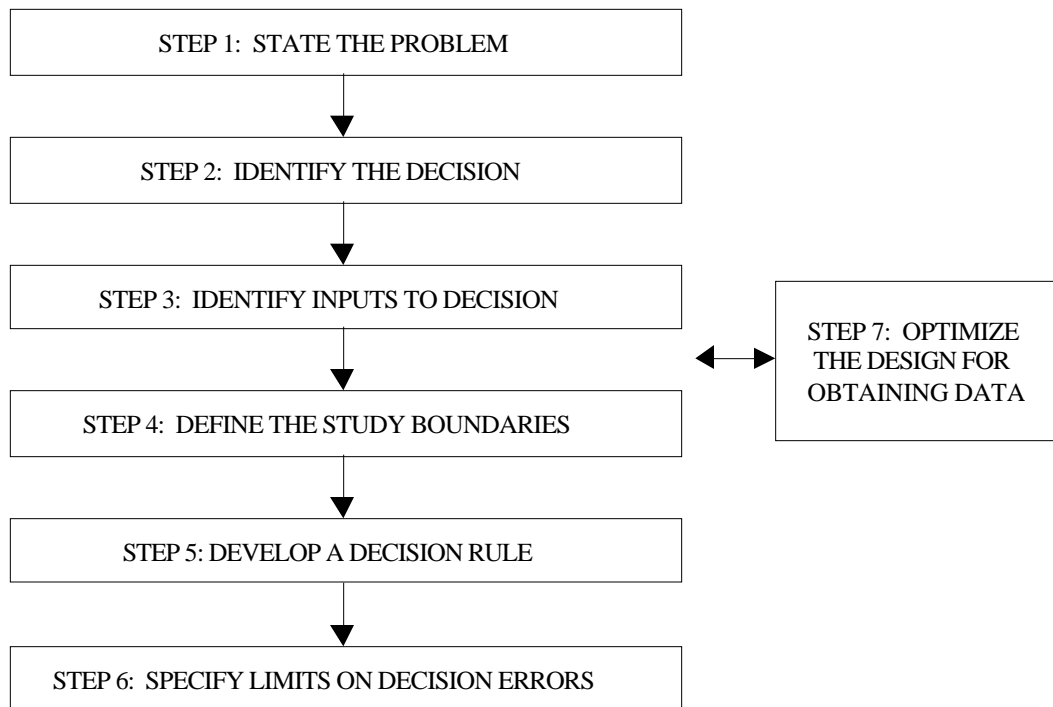 STEP 1: STATE THE PROBLEM
STEP 2: IDENTIFY THE DECISION
STEP 3: IDENTIFY INPUTS TO DECISION
STEP 4: DEFINE THE STUDY BOUNDARIES
STEP 5: DEVELOP A DECISION RULE
STEP 6: SPECIFY LIMITS ON DECISION ERRORS
STEP 7: OPTIMIZE
THE DESIGN FOR
OBTAINING DATA